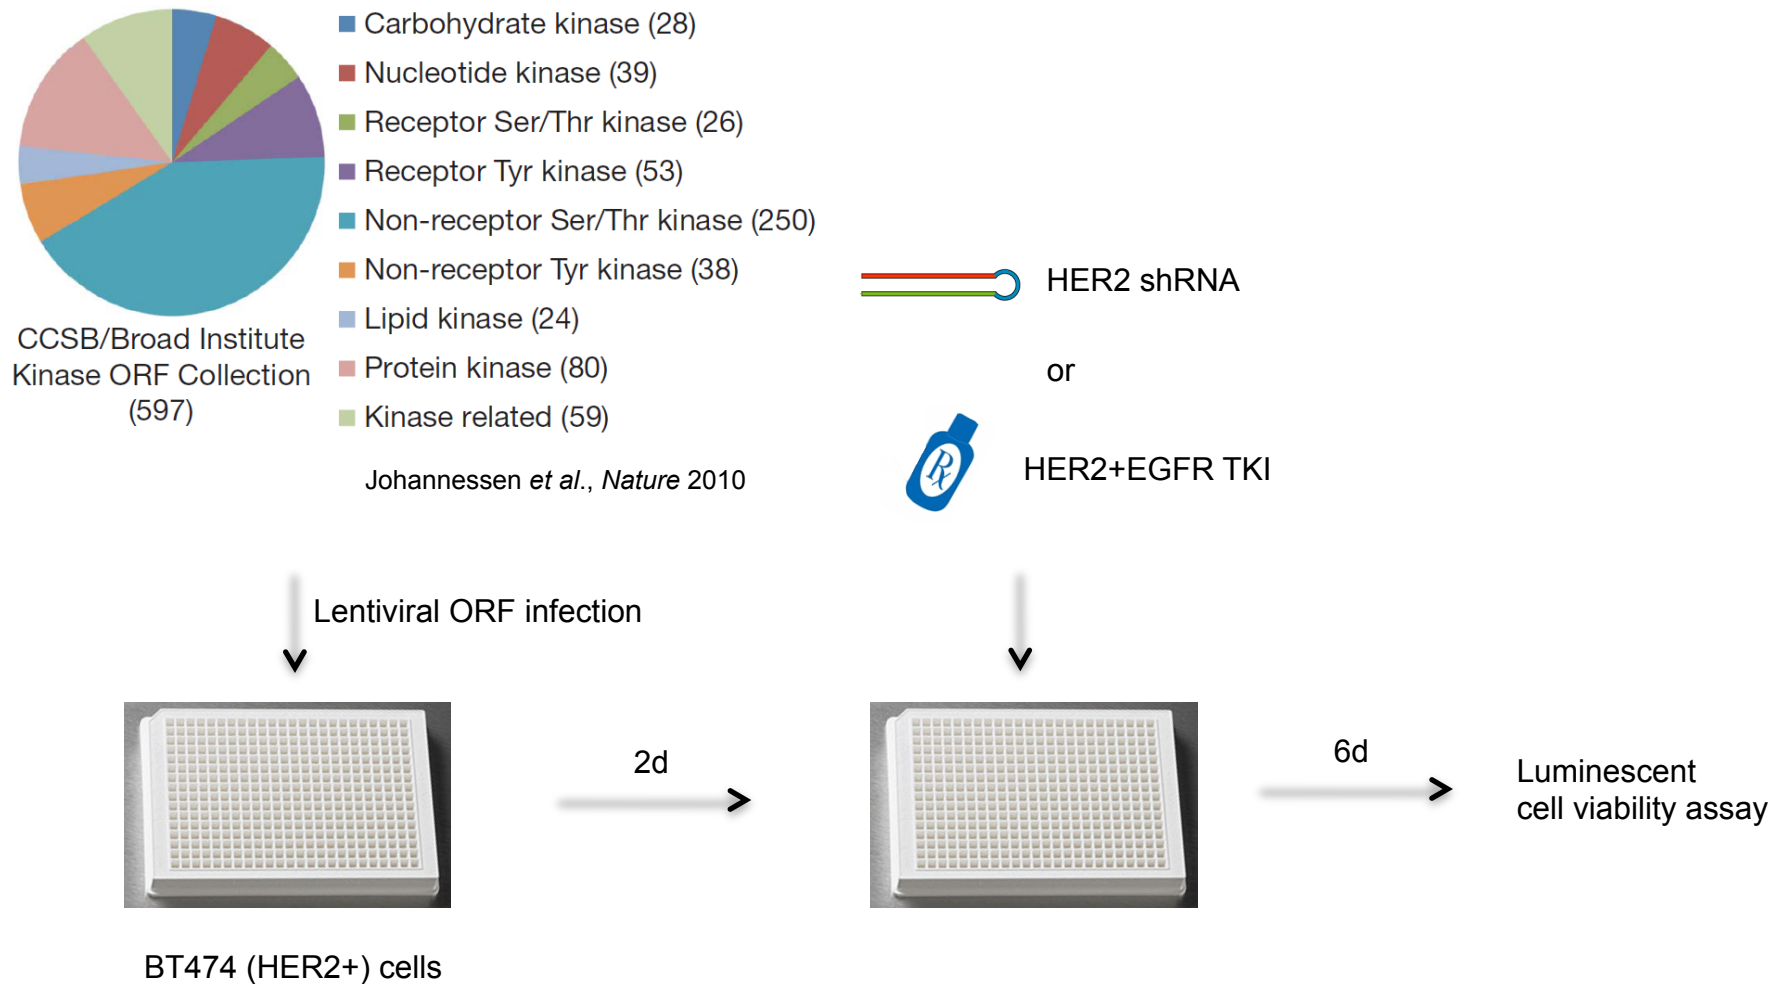 Carbohydrate kinase (28)
Nucleotide kinase (39)
Receptor Ser/Thr kinase (26)
Receptor Tyr kinase (53)
Non-receptor Ser/Thr kinase (250)
Non-receptor Tyr kinase (38)
Lipid kinase (24)
Protein kinase (80)
Kinase related (59)
CCSB/Broad Institute
Kinase ORF Collection
(597)
Johannessen et al., Nature 2010
HER2 shRNA
or
Rx
HER2+EGFR TKI
Lentiviral ORF infection
2d
6d
Luminescent
cell viability assay
BT474 (HER2+) cells